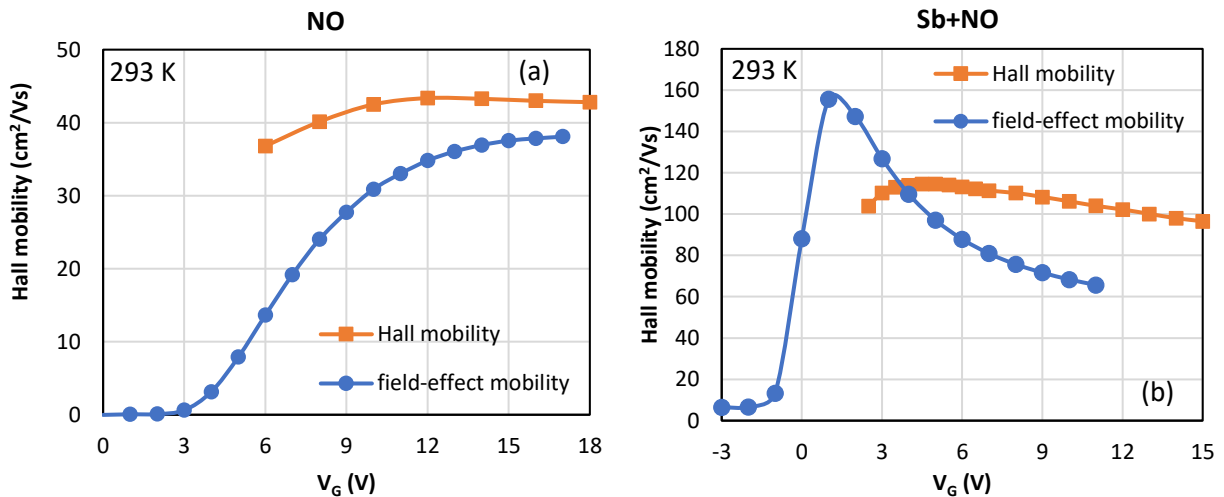 NO
293 K
(a)
Hall mobility (cm²/Vs)
50
40
30
20
10
0
Hall mobility
field-effect mobility
0 3 6 9 12 15 18
V_G (V)
Sb+NO
293 K
Hall mobility
field-effect mobility
Hall mobility (cm²/Vs)
180
160
140
120
100
80
60
40
20
0
(b)
-3 0 3 6 9 12 15
V_G (V)